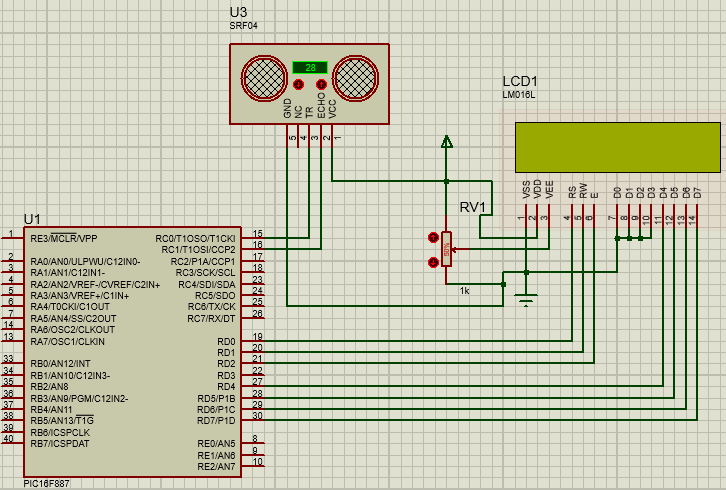 U3
SRF04
28
GND
NC
TR
ECHO
VCC
5
4
3
2
1
LCD1
LM016L
VSS
VDD
VEE
RS
RW
E
D0
D1
D2
D3
D4
D5
D6
D7
1
2
3
4
5
6
7
8
9
10
11
12
13
14
RV1
50%
1k
U1
1 RE3/MCLR/VPP RC0/T1OSO/T1CKI 15
RC1/T1OSI/CCP2 16
2 RA0/AN0/ULPWU/C12IN0- RC2/P1A/CCP1 17
3 RA1/AN1/C12IN1- RC3/SCK/SCL 18
4 RA2/AN2/VREF-/CVREF/C2IN+ RC4/SDI/SDA 23
5 RA3/AN3/VREF+/C1IN+ RC5/SDO 24
6 RA4/T0CKI/C1OUT RC6/TX/CK 25
7 RA5/AN4/SS/C2OUT RC7/RX/DT 26
14 RA6/OSC2/CLKOUT
13 RA7/OSC1/CLKIN RD0 19
RD1 20
33 RB0/AN12/INT RD2 21
34 RB1/AN10/C12IN3- RD3 22
35 RB2/AN8 RD4 27
36 RB3/AN9/PGM/C12IN2- RD5/P1B 28
37 RB4/AN11 RD6/P1C 29
38 RB5/AN13/T1G RD7/P1D 30
39 RB6/ICSPCLK
40 RB7/ICSPDAT RE0/AN5 8
RE1/AN6 9
RE2/AN7 10
PIC16F887